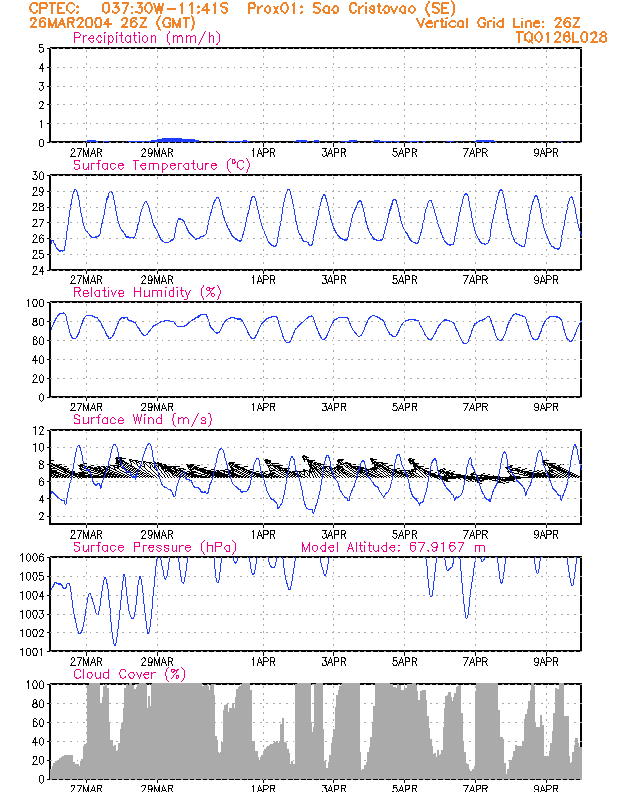 CPTEC: 037:30W-11:41S Prox01: Sao Cristovao (SE)
26MAR2004 26Z (GMT) Vertical Grid Line: 26Z
Precipitation (mm/h) TQ0126L028
5
4
3
2
1
0
27MAR 29MAR 1APR 3APR 5APR 7APR 9APR
Surface Temperature (ºC)
30
29
28
27
26
25
24
27MAR 29MAR 1APR 3APR 5APR 7APR 9APR
Relative Humidity (%)
100
80
60
40
20
0
27MAR 29MAR 1APR 3APR 5APR 7APR 9APR
Surface Wind (m/s)
12
10
8
6
4
2
27MAR 29MAR 1APR 3APR 5APR 7APR 9APR
Surface Pressure (hPa) Model Altitude: 67.9167 m
1006
1005
1004
1003
1002
1001
27MAR 29MAR 1APR 3APR 5APR 7APR 9APR
Cloud Cover (%)
100
80
60
40
20
0
27MAR 29MAR 1APR 3APR 5APR 7APR 9APR